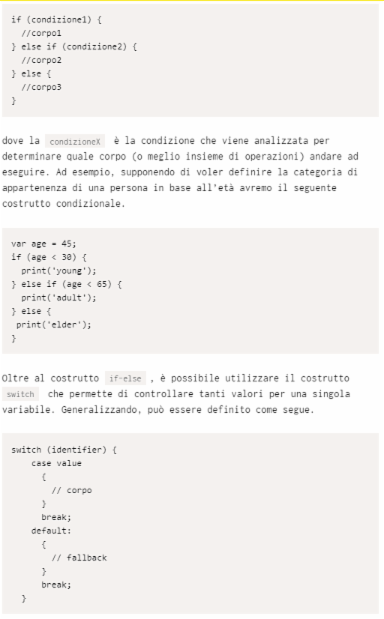 if (condizione1) {
  //corpo1
} else if (condizione2) {
  //corpo2
} else {
  //corpo3
}
dove la condizioneX è la condizione che viene analizzata per
determinare quale corpo (o meglio insieme di operazioni) andare ad
eseguire. Ad esempio, supponendo di voler definire la categoria di
appartenenza di una persona in base all'età avremo il seguente
costrutto condizionale.
var age = 45;
if (age < 30) {
  print('young');
} else if (age < 65) {
  print('adult');
} else {
 print('elder');
}
Oltre al costrutto if-else , è possibile utilizzare il costrutto
switch che permette di controllare tanti valori per una singola
variabile. Generalizzando, può essere definito come segue.
switch (identifier) {
    case value
      {
        // corpo
      }
      break;
    default:
      {
        // fallback
      }
      break;
  }